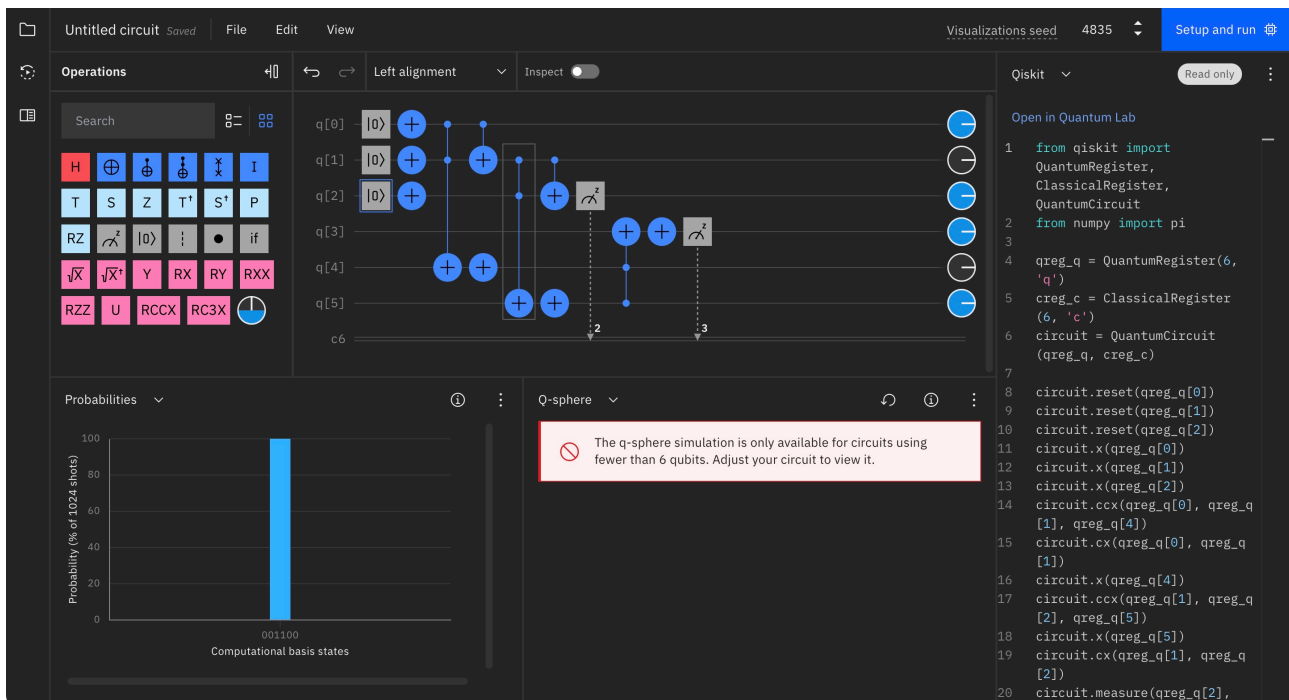 Untitled circuit Saved File Edit View Visualizations seed 4835 Setup and run
Operations
Left alignment
Inspect
Qiskit
Read only
Search
H I
T S Z T† S† P
RZ z |0⟩ if
√X √X† Y RX RY RXX
RZZ U RCCX RC3X
q[0] |0⟩
q[1] |0⟩
q[2] |0⟩ z
q[3] z
q[4]
q[5]
2 3
c6
Open in Quantum Lab
1 from qiskit import
QuantumRegister,
ClassicalRegister,
QuantumCircuit
2 from numpy import pi
3
4 qreg_q = QuantumRegister(6,
'q')
5 creg_c = ClassicalRegister
(6, 'c')
6 circuit = QuantumCircuit
(qreg_q, creg_c)
7
8 circuit.reset(qreg_q[0])
9 circuit.reset(qreg_q[1])
10 circuit.reset(qreg_q[2])
11 circuit.x(qreg_q[0])
12 circuit.x(qreg_q[1])
13 circuit.x(qreg_q[2])
14 circuit.ccx(qreg_q[0], qreg_q
[1], qreg_q[4])
15 circuit.cx(qreg_q[0], qreg_q
[1])
16 circuit.x(qreg_q[4])
17 circuit.ccx(qreg_q[1], qreg_q
[2], qreg_q[5])
18 circuit.x(qreg_q[5])
19 circuit.cx(qreg_q[1], qreg_q
[2])
20 circuit.measure(qreg_q[2],
Probabilities
Probability (% of 1024 shots)
100
80
60
40
20
0
001100
Computational basis states
Q-sphere
The q-sphere simulation is only available for circuits using
fewer than 6 qubits. Adjust your circuit to view it.